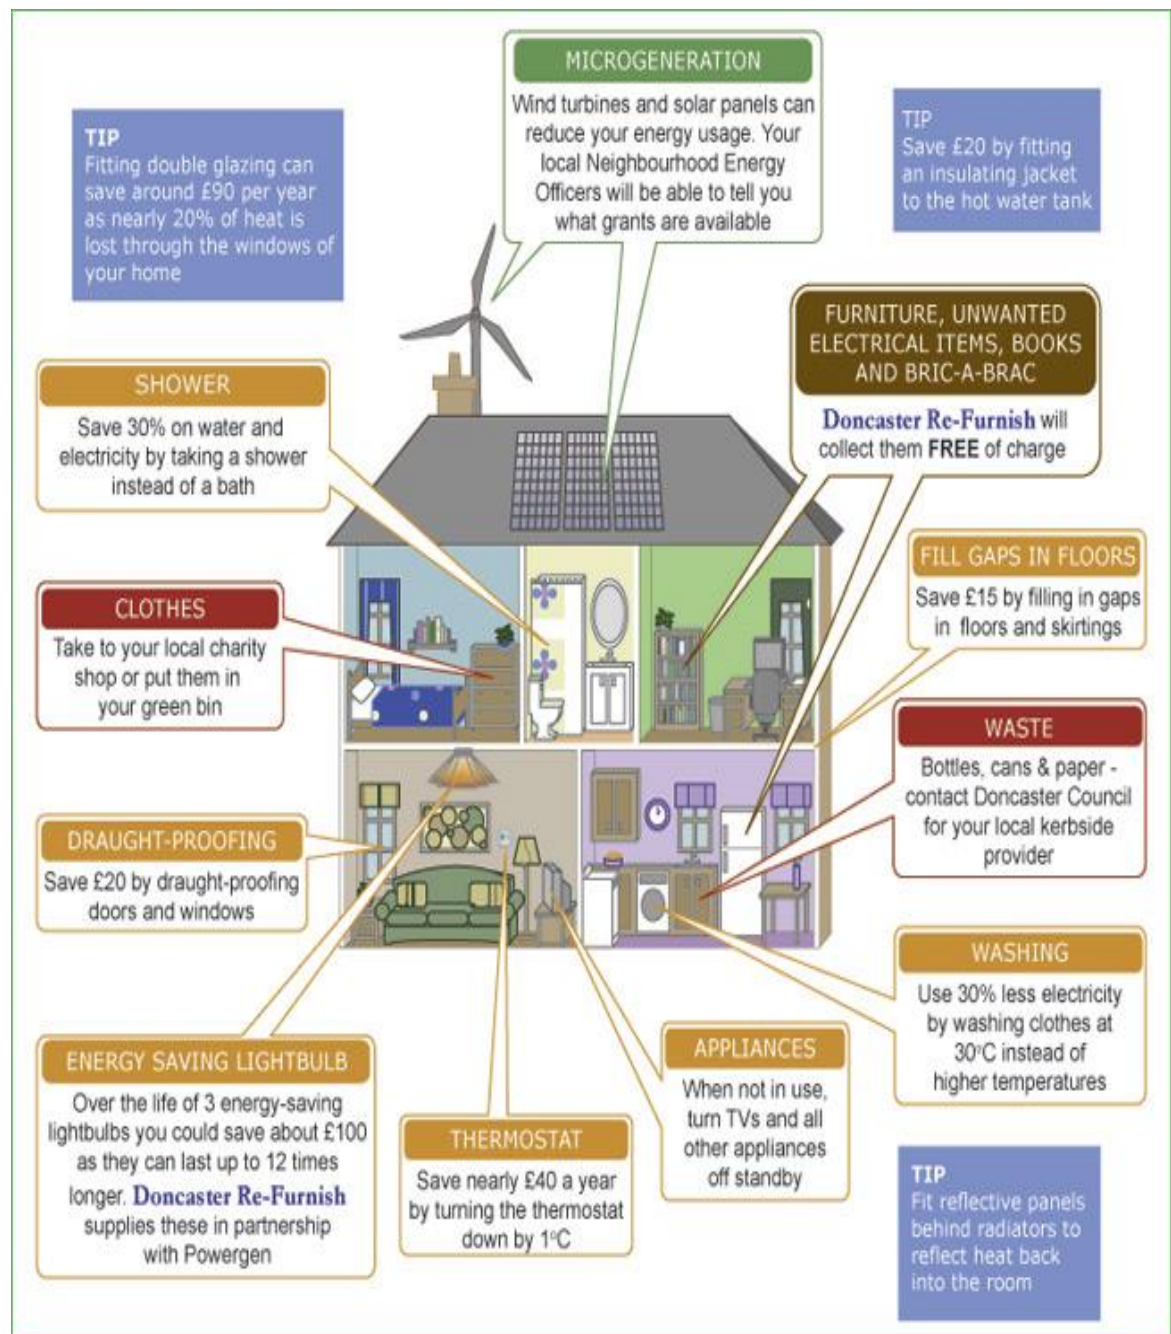 MICROGENERATION
Wind turbines and solar panels can
reduce your energy usage. Your
local Neighbourhood Energy
Officers will be able to tell you
what grants are available
TIP
Fitting double glazing can
save around £90 per year
as nearly 20% of heat is
lost through the windows of
your home
TIP
Save £20 by fitting
an insulating jacket
to the hot water tank
FURNITURE, UNWANTED
ELECTRICAL ITEMS, BOOKS
AND BRIC-A-BRAC
Doncaster Re-Furnish will
collect them FREE of charge
SHOWER
Save 30% on water and
electricity by taking a shower
instead of a bath
FILL GAPS IN FLOORS
Save £15 by filling in gaps
in floors and skirtings
CLOTHES
Take to your local charity
shop or put them in
your green bin
WASTE
Bottles, cans & paper -
contact Doncaster Council
for your local kerbside
provider
DRAUGHT-PROOFING
Save £20 by draught-proofing
doors and windows
WASHING
Use 30% less electricity
by washing clothes at
30°C instead of
higher temperatures
ENERGY SAVING LIGHTBULB
Over the life of 3 energy-saving
lightbulbs you could save about £100
as they can last up to 12 times
longer. Doncaster Re-Furnish
supplies these in partnership
with Powergen
THERMOSTAT
Save nearly £40 a year
by turning the thermostat
down by 1°C
APPLIANCES
When not in use,
turn TVs and all
other appliances
off standby
TIP
Fit reflective panels
behind radiators to
reflect heat back
into the room